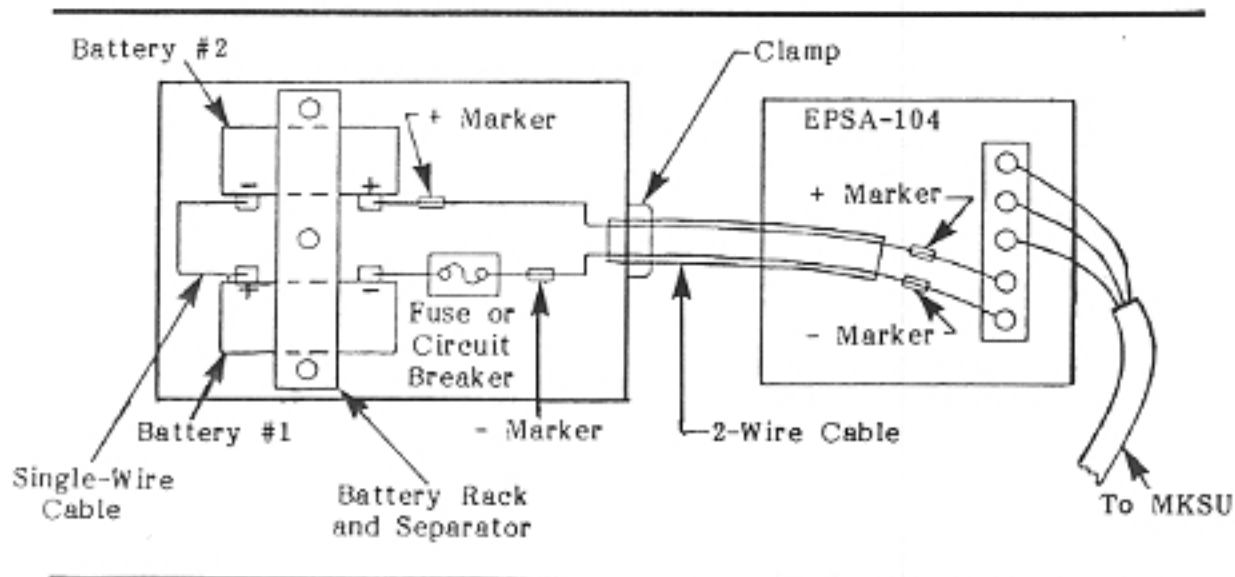 Battery #2
Clamp
+ Marker
EPSA-104
+ Marker
- +
+ -
Fuse or
Circuit
Breaker
- Marker
Battery #1
- Marker
2-Wire Cable
Single-Wire
Cable
Battery Rack
and Separator
To MKSU